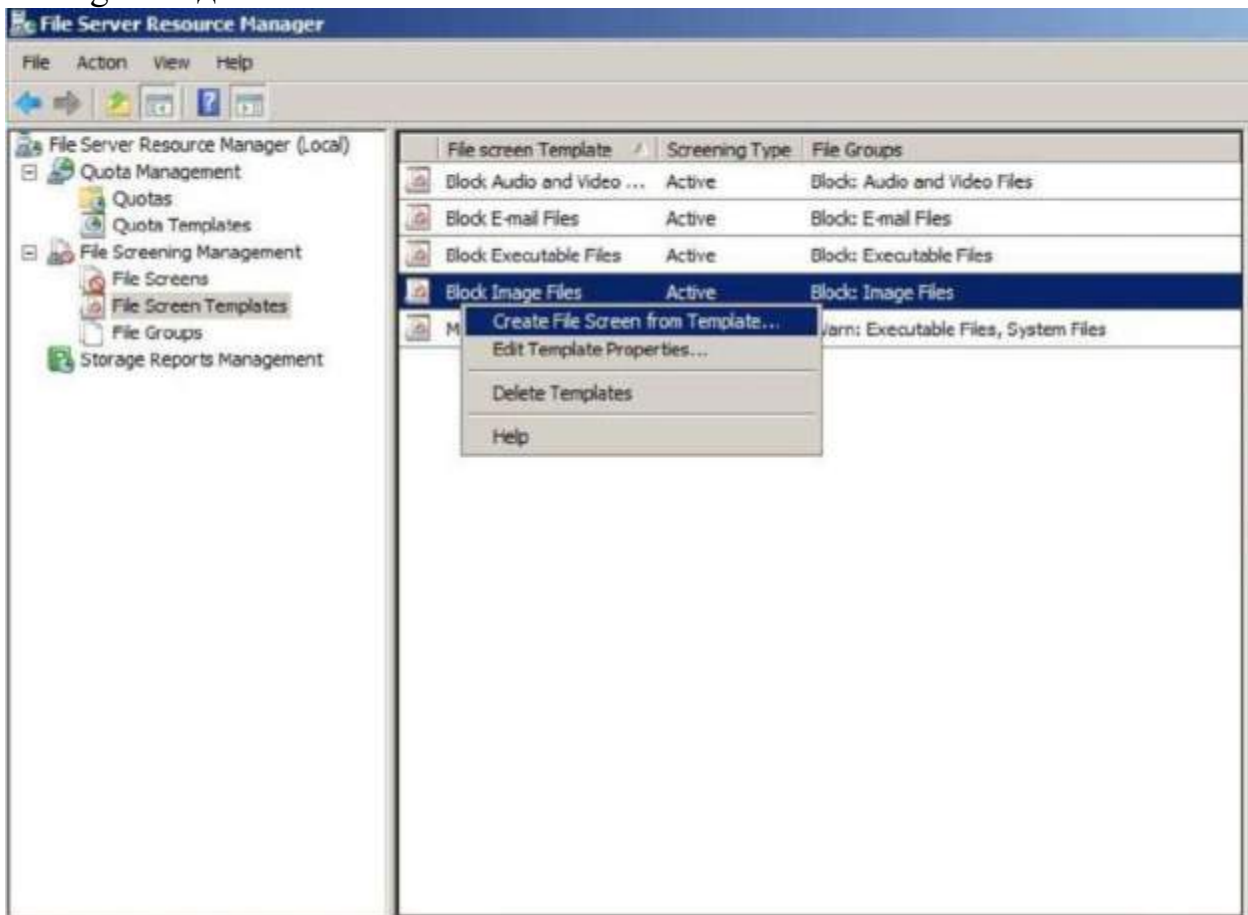 File Server Resource Manager
File Action View Help
File Server Resource Manager (Local)
Quota Management
Quotas
Quota Templates
File Screening Management
File Screens
File Screen Templates
File Groups
Storage Reports Management
File screen Template Screening Type File Groups
Block Audio and Video ... Active Block: Audio and Video Files
Block E-mail Files Active Block: E-mail Files
Block Executable Files Active Block: Executable Files
Block Image Files Active Block: Image Files
M Warn: Executable Files, System Files
Create File Screen from Template...
Edit Template Properties...
Delete Templates
Help